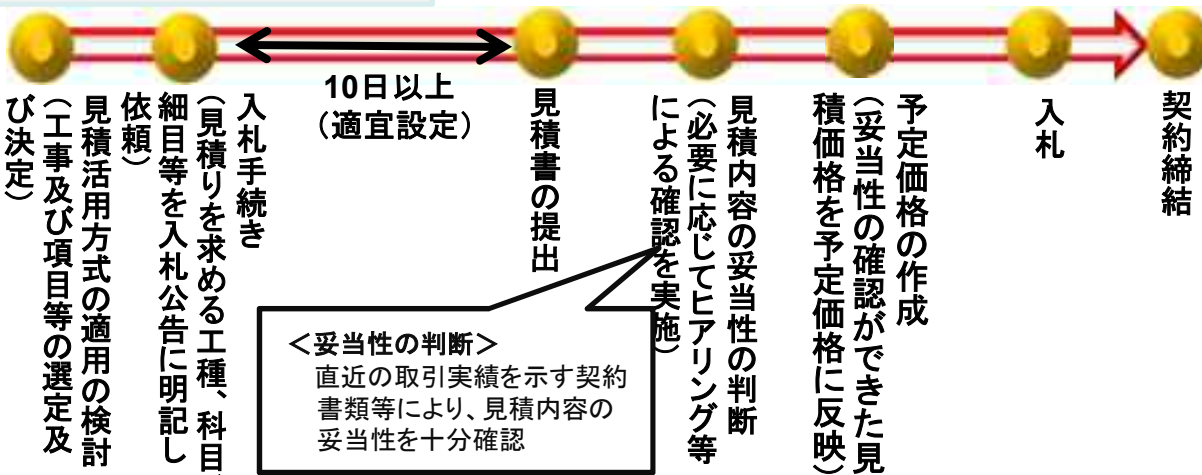 見積活用方式の適用の検討
（工事及び項目等の選定及
び決定）
入札手続き
（見積りを求める工種、科目、
細目等を入札公告に明記し
依頼）
10日以上
（適宜設定）
見積書の提出
見積内容の妥当性の判断
（必要に応じてヒアリング等
による確認を実施）
＜妥当性の判断＞
直近の取引実績を示す契約
書類等により、見積内容の
妥当性を十分確認
予定価格の作成
（妥当性の確認ができた見
積価格を予定価格に反映）
入札
契約締結